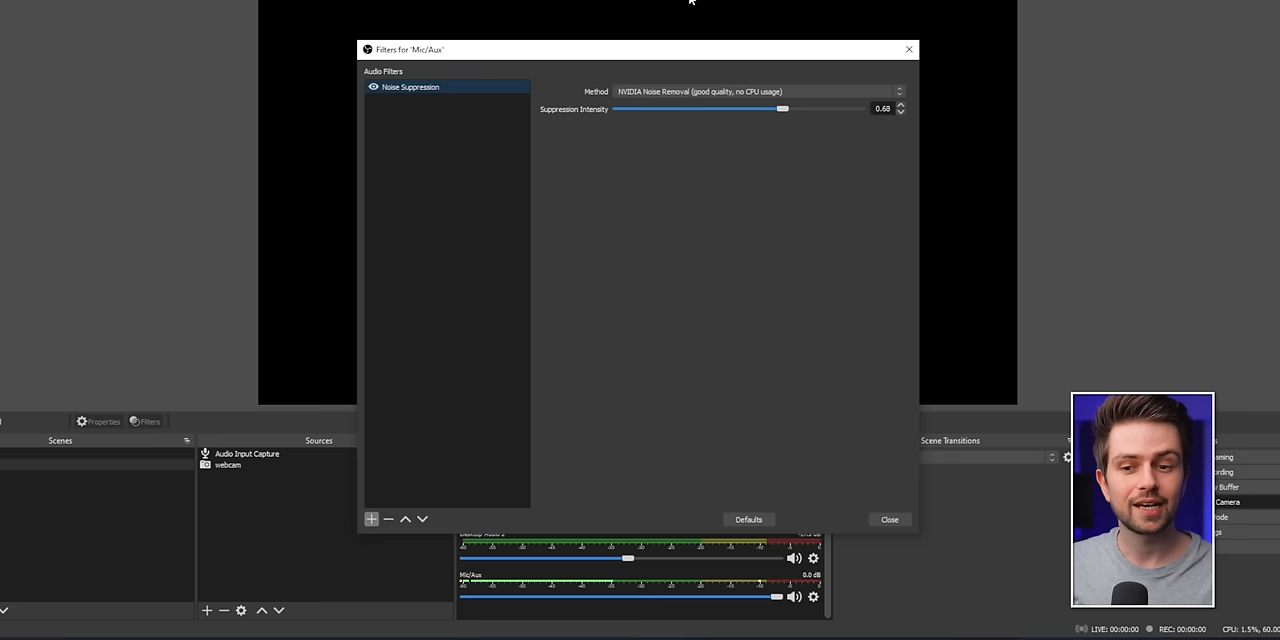 Filters for 'Mic/Aux'
Audio Filters
Noise Suppression
Method
NVIDIA Noise Removal (good quality, no CPU usage)
Suppression Intensity
0.68
Defaults
Close
Properties
Filters
Scenes
Sources
Scene Transitions
Audio Input Capture
webcam
Mic/Aux
0.0 dB
Buffer
Camera
LIVE: 00:00:00
REC: 00:00:00
CPU: 1.5%, 60.00